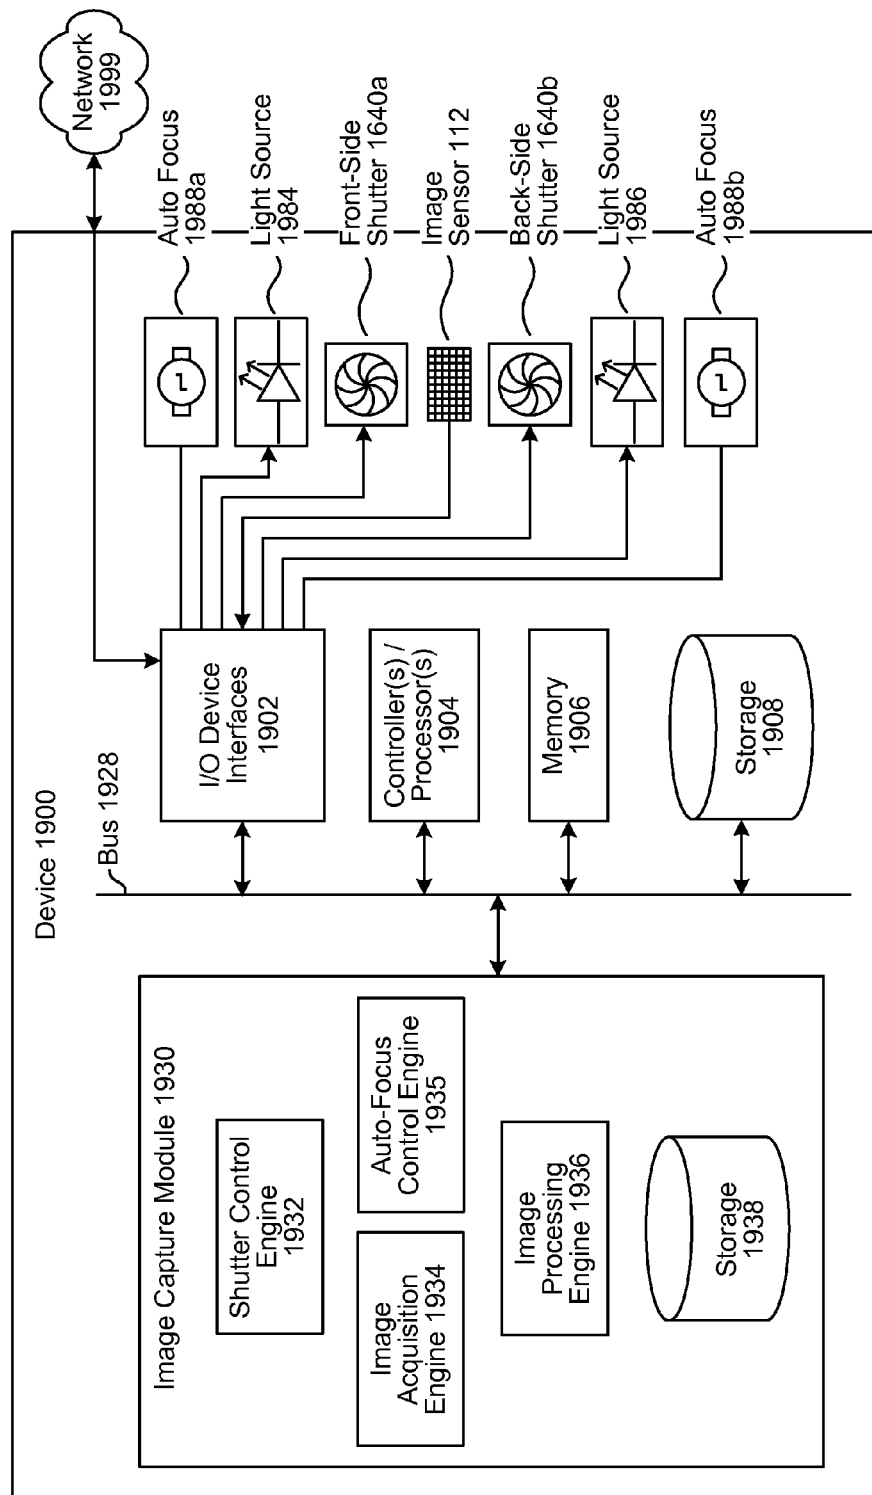 Device 1900
Network
1999
Bus 1928
Image Capture Module 1930
Shutter Control
Engine
1932
Image
Acquisition
Engine 1934
Auto-Focus
Control Engine
1935
Image
Processing
Engine 1936
Storage
1938
I/O Device
Interfaces
1902
Controller(s) /
Processor(s)
1904
Memory
1906
Storage
1908
Auto Focus
1988a
Light Source
1984
Front-Side
Shutter 1640a
Image
Sensor 112
Back-Side
Shutter 1640b
Light Source
1986
Auto Focus
1988b